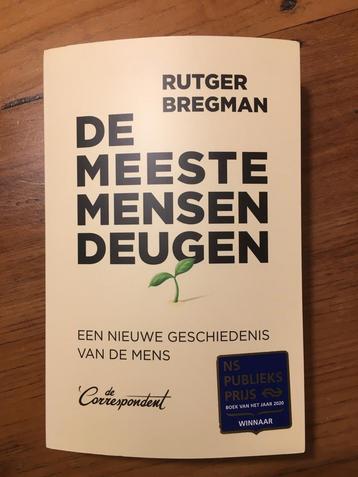 RUTGER
BREGMAN
DE
MEESTE
MENSEN
DEUGEN
EEN NIEUWE GESCHIEDENIS
VAN DE MENS
de
Correspondent
NS
PUBLIEKS
PRIJS
BOEK VAN HET JAAR 2020
WINNAAR